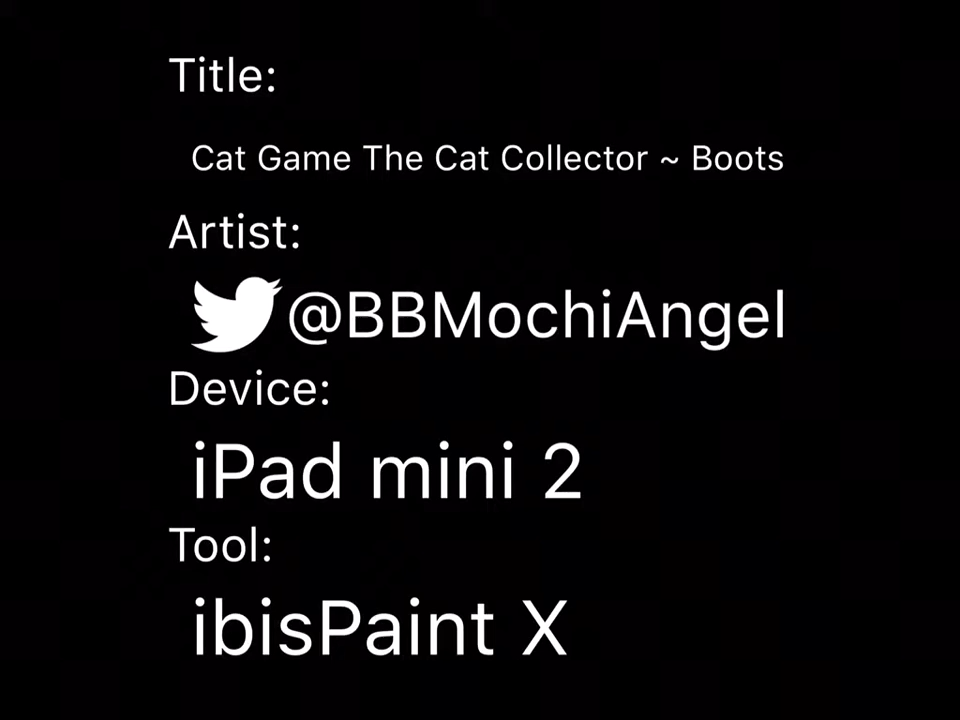 Title:
Cat Game The Cat Collector ~ Boots
Artist:
@BBMochiAngel
Device:
iPad mini 2
Tool:
ibisPaint X